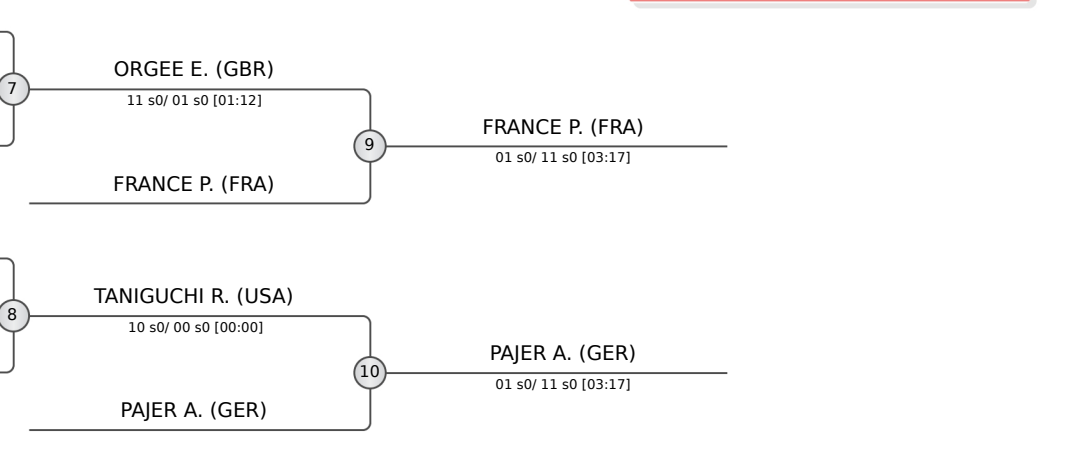 ORGEE E. (GBR)
7
11 s0/ 01 s0 [01:12]
FRANCE P. (FRA)
9
01 s0/ 11 s0 [03:17]
FRANCE P. (FRA)
TANIGUCHI R. (USA)
8
10 s0/ 00 s0 [00:00]
PAJER A. (GER)
10
01 s0/ 11 s0 [03:17]
PAJER A. (GER)